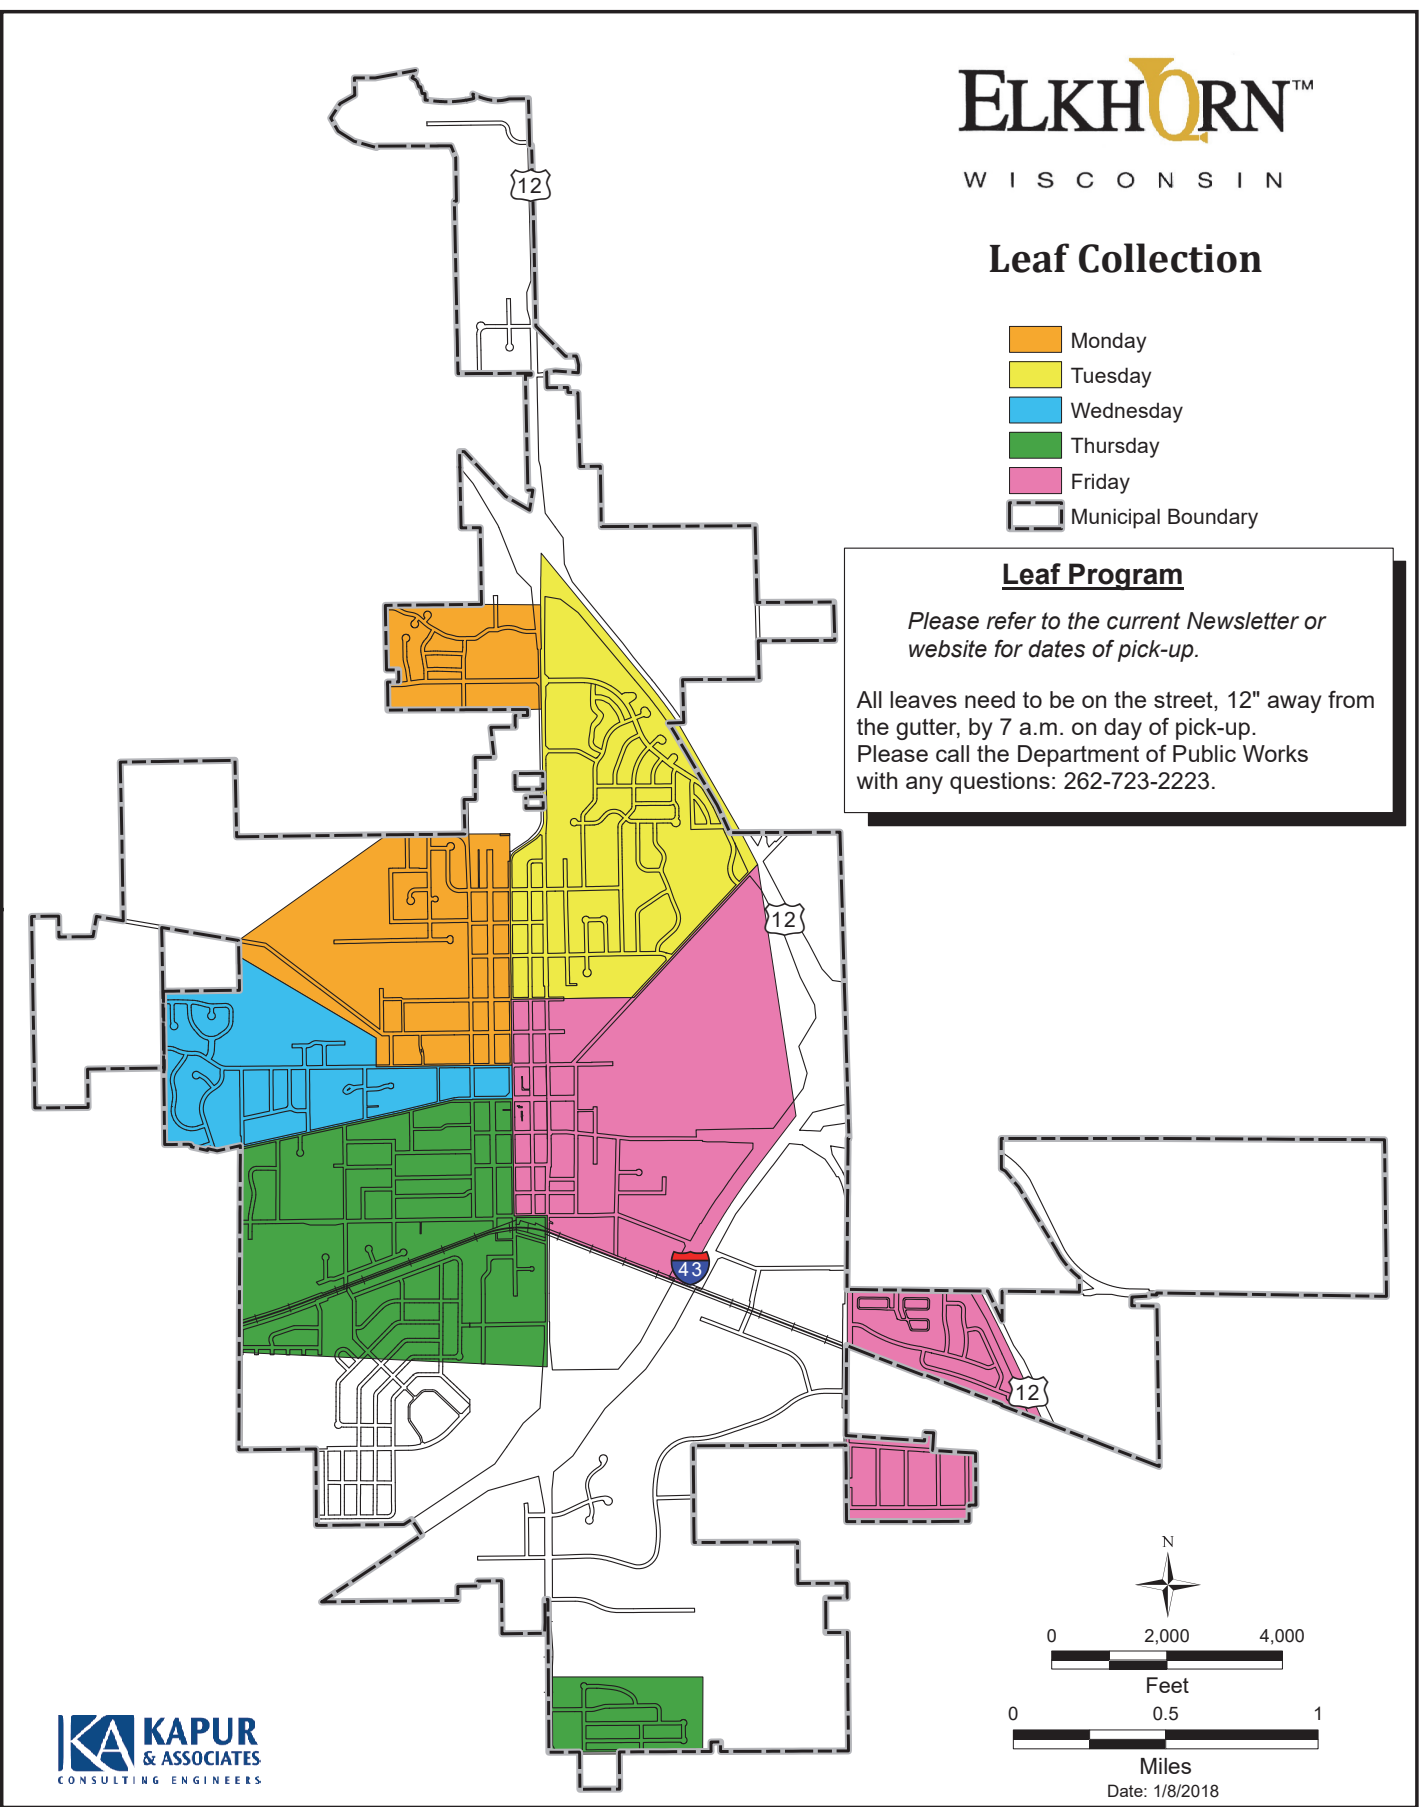 ELKHORN™
WISCONSIN
Leaf Collection
Monday
Tuesday
Wednesday
Thursday
Friday
Municipal Boundary
Leaf Program
Please refer to the current Newsletter or
website for dates of pick-up.
All leaves need to be on the street, 12" away from
the gutter, by 7 a.m. on day of pick-up.
Please call the Department of Public Works
with any questions: 262-723-2223.
12
12
43
12
N
0 2,000 4,000
Feet
0 0.5 1
Miles
Date: 1/8/2018
KA KAPUR
& ASSOCIATES
CONSULTING ENGINEERS